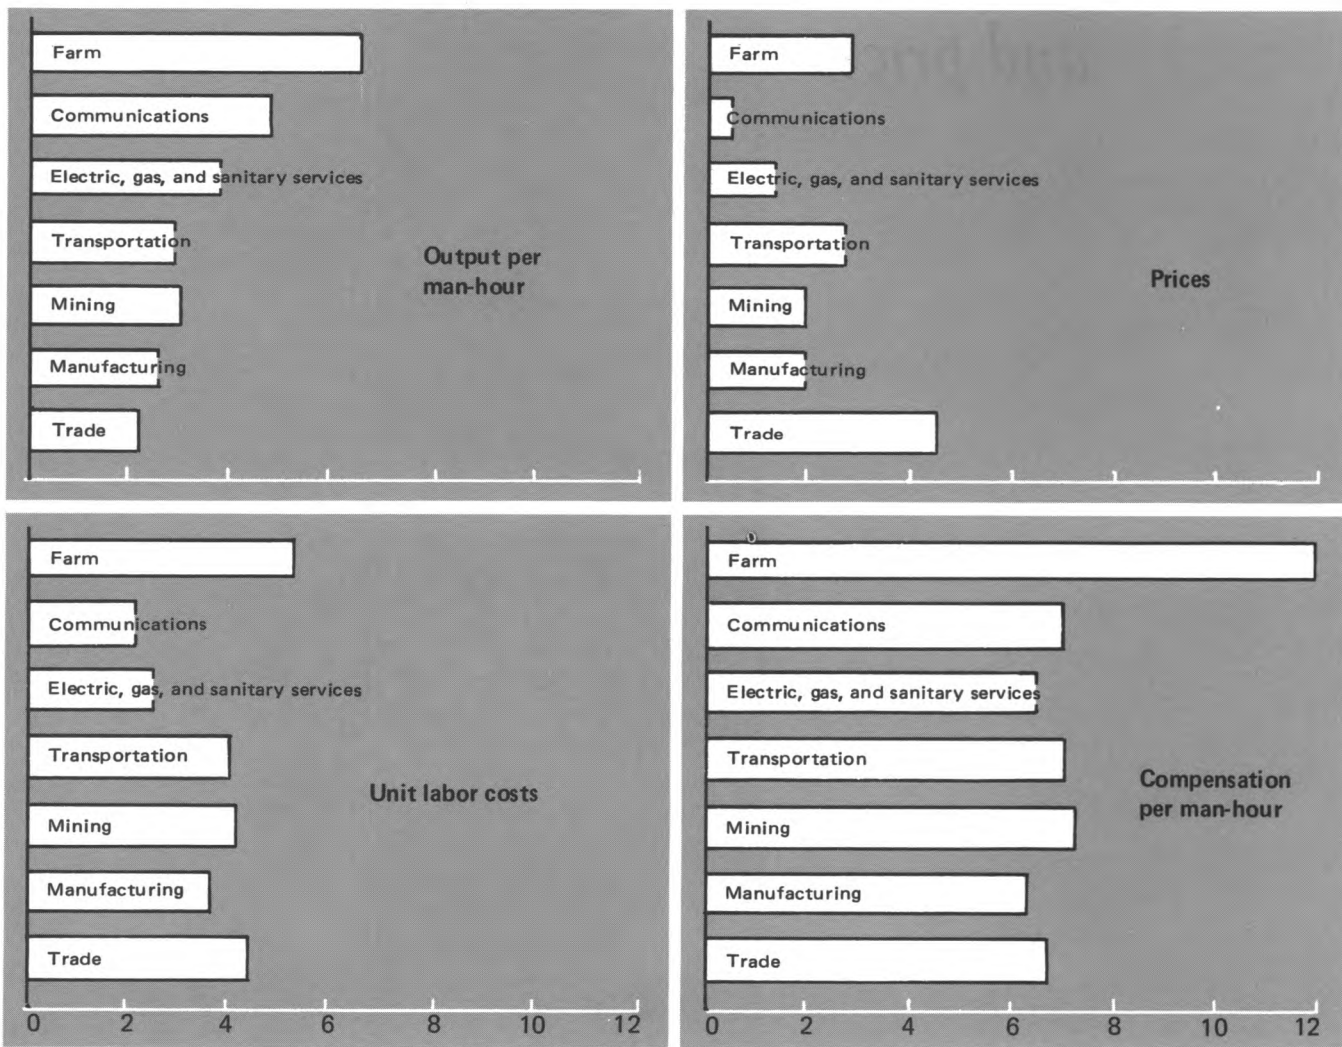 Farm
Communications
Electric, gas, and sanitary services
Transportation
Output per
man-hour
Mining
Manufacturing
Trade
Farm
Communications
Electric, gas, and sanitary services
Transportation
Prices
Mining
Manufacturing
Trade
Farm
Communications
Electric, gas, and sanitary services
Transportation
Unit labor costs
Mining
Manufacturing
Trade
0 2 4 6 8 10 12
Farm
Communications
Electric, gas, and sanitary services
Transportation
Compensation
per man-hour
Mining
Manufacturing
Trade
0 2 4 6 8 10 12